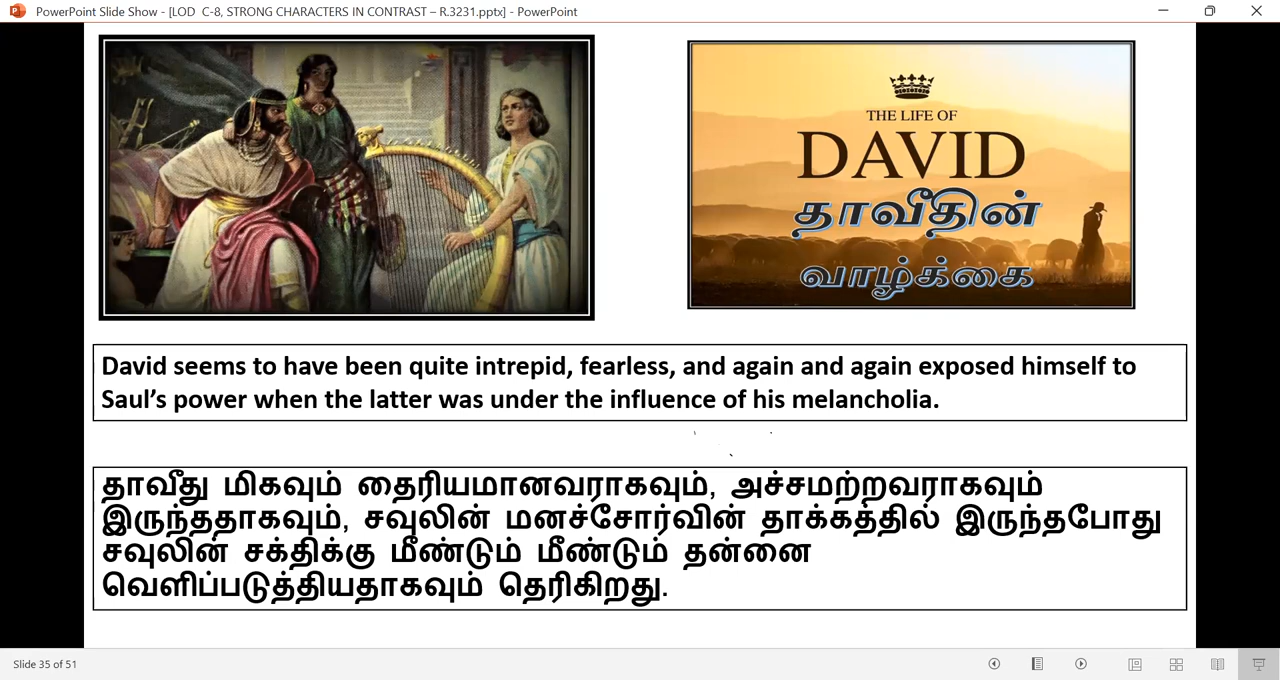 PowerPoint Slide Show - [LOD  C-8, STRONG CHARACTERS IN CONTRAST – R.3231.pptx] - PowerPoint
THE LIFE OF
DAVID
தாவீதின்
வாழ்க்கை
David seems to have been quite intrepid, fearless, and again and again exposed himself to
Saul’s power when the latter was under the influence of his melancholia.
தாவீது மிகவும் தைரியமானவராகவும், அச்சமற்றவராகவும்
இருந்ததாகவும், சவுலின் மனச்சோர்வின் தாக்கத்தில் இருந்தபோது
சவுலின் சக்திக்கு மீண்டும் மீண்டும் தன்னை
வெளிப்படுத்தியதாகவும் தெரிகிறது.
Slide 35 of 51